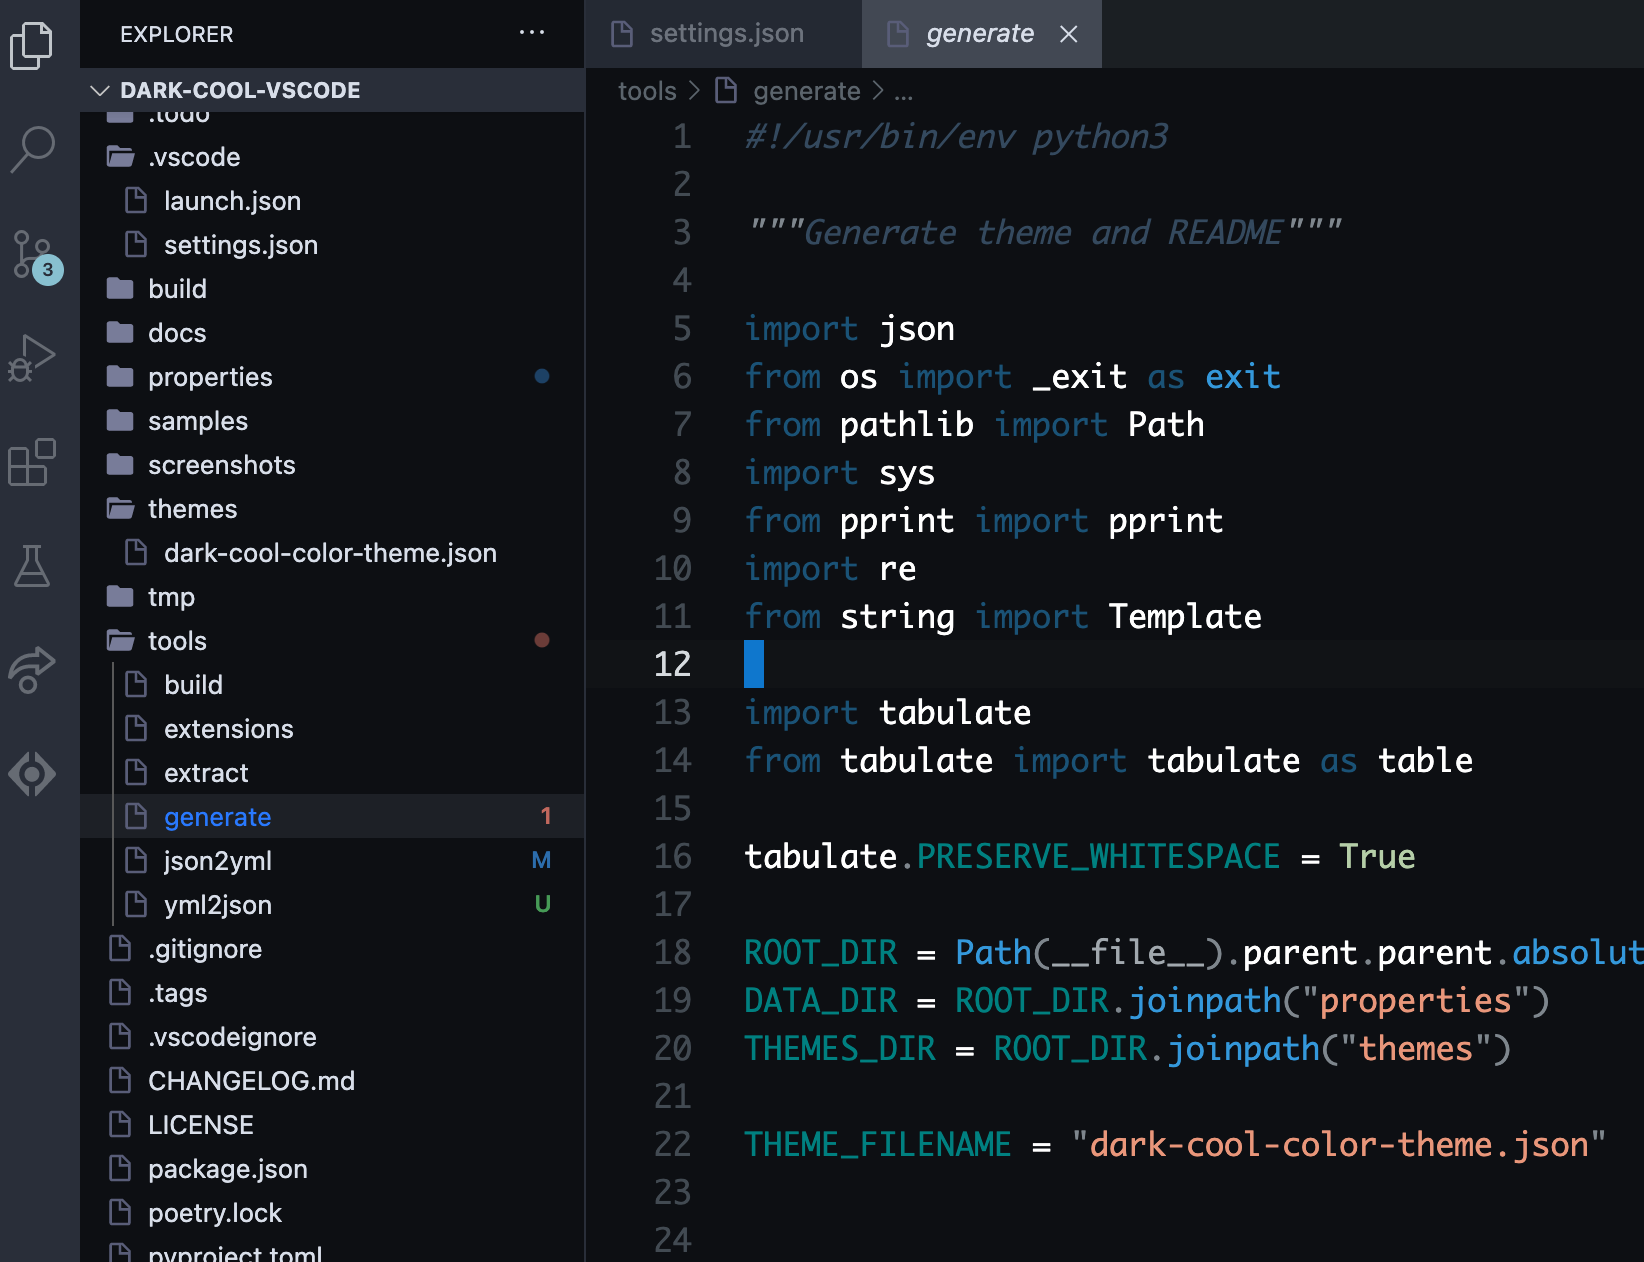 EXPLORER
DARK-COOL-VSCODE
.todo
.vscode
launch.json
settings.json
build
docs
properties
samples
screenshots
themes
dark-cool-color-theme.json
tmp
tools
build
extensions
extract
generate 1
json2yml M
yml2json U
.gitignore
.tags
.vscodeignore
CHANGELOG.md
LICENSE
package.json
poetry.lock
pyproject.toml
3
settings.json
generate
tools > generate > ...
1 #!/usr/bin/env python3
2
3 """Generate theme and README"""
4
5 import json
6 from os import _exit as exit
7 from pathlib import Path
8 import sys
9 from pprint import pprint
10 import re
11 from string import Template
12
13 import tabulate
14 from tabulate import tabulate as table
15
16 tabulate.PRESERVE_WHITESPACE = True
17
18 ROOT_DIR = Path(__file__).parent.parent.absolut
19 DATA_DIR = ROOT_DIR.joinpath("properties")
20 THEMES_DIR = ROOT_DIR.joinpath("themes")
21
22 THEME_FILENAME = "dark-cool-color-theme.json"
23
24